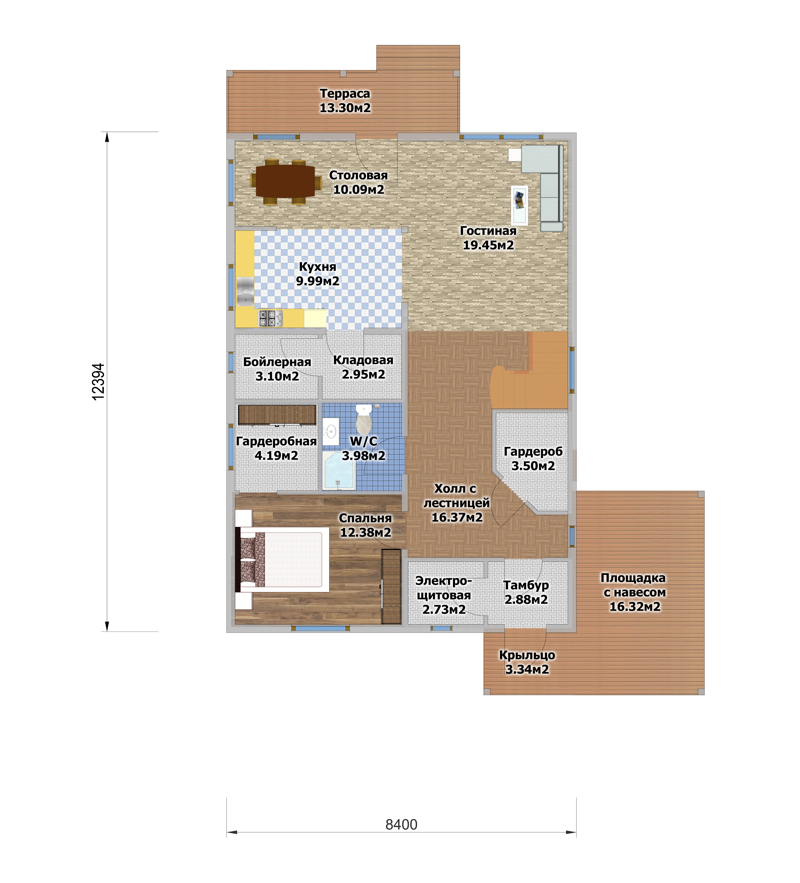 Терраса
13.30м2
Столовая
10.09м2
Гостиная
19.45м2
Кухня
9.99м2
12394
Бойлерная
3.10м2
Кладовая
2.95м2
Гардеробная
4.19м2
W/C
3.98м2
Гардероб
3.50м2
Холл с
лестницей
16.37м2
Спальня
12.38м2
Электро-
щитовая
2.73м2
Тамбур
2.88м2
Площадка
с навесом
16.32м2
Крыльцо
3.34м2
8400